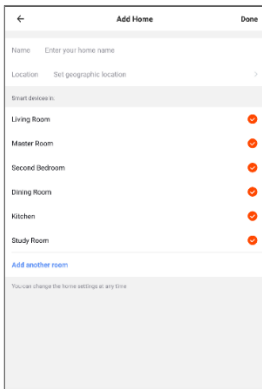 Add Home
Done
Name Enter your home name
Location Set geographic location
Smart devices in:
Living Room
Master Room
Second Bedroom
Dining Room
Kitchen
Study Room
Add another room
You can change the home settings at any time